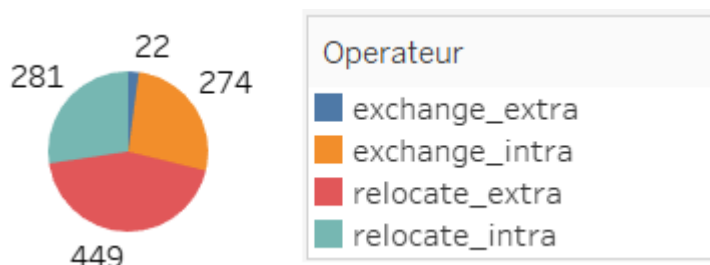 22
281
274
449
Operateur
exchange_extra
exchange_intra
relocate_extra
relocate_intra